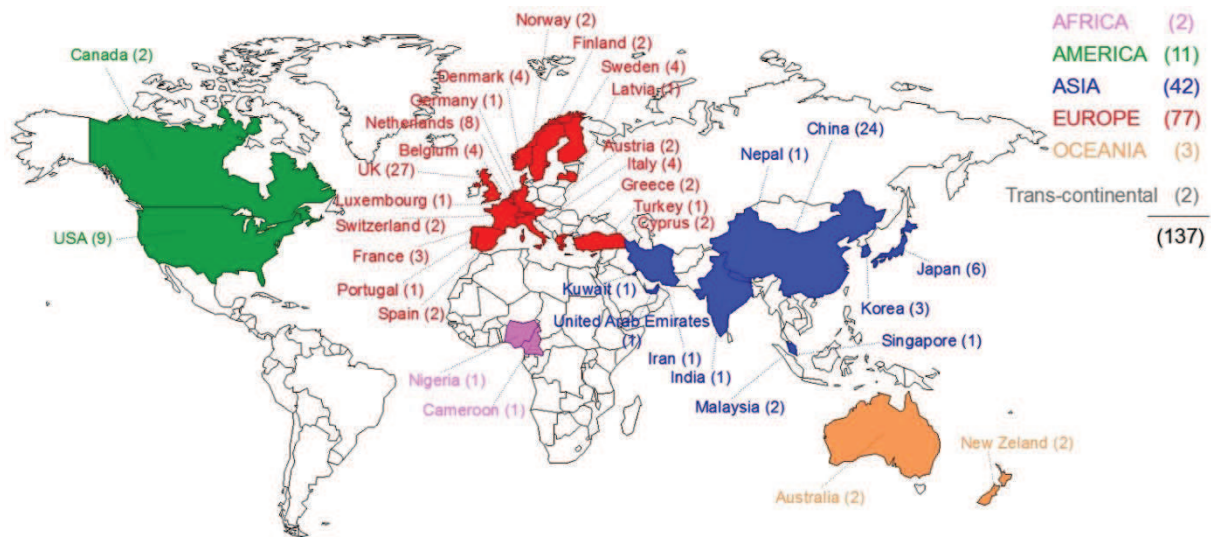 Norway (2)
Finland (2)
Sweden (4)
Latvia (1)
Canada (2)
Denmark (4)
Germany (1)
Nethenlands (8)
Belgium (4)
UK (27)
Luxembourg (1)
Switzerland (2)
France (3)
Portugal (1)
Spain (2)
Austria (2)
Italy (4)
Greece (2)
Turkey (1)
Cyprus (2)
USA (9)
China (24)
Nepal (1)
Japan (6)
Korea (3)
Kuwait (1)
United Arab Emirates
(1)
Iran (1)
India (1)
Singapore (1)
Malaysia (2)
Nigeria (1)
Cameroon (1)
New Zeland (2)
Australia (2)
AFRICA (2)
AMERICA (11)
ASIA (42)
EUROPE (77)
OCEANIA (3)
Trans-continental (2)
(137)